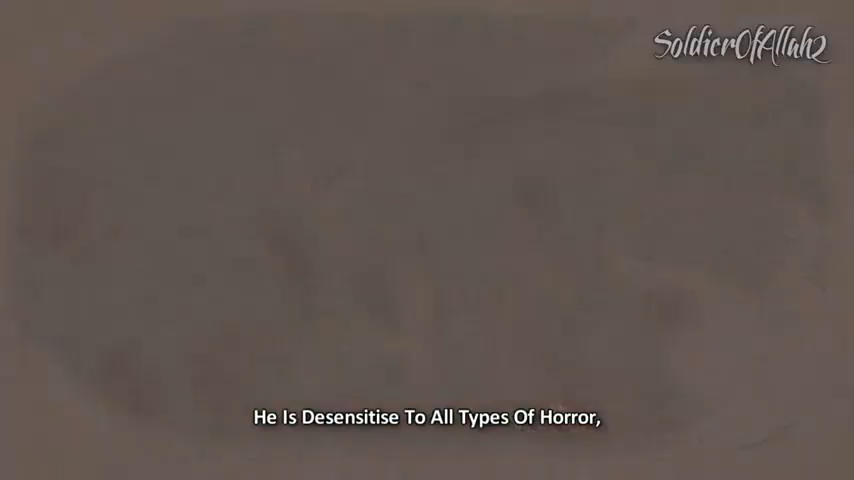 SoldierOfAllah2
He Is Desensitise To All Types Of Horror,